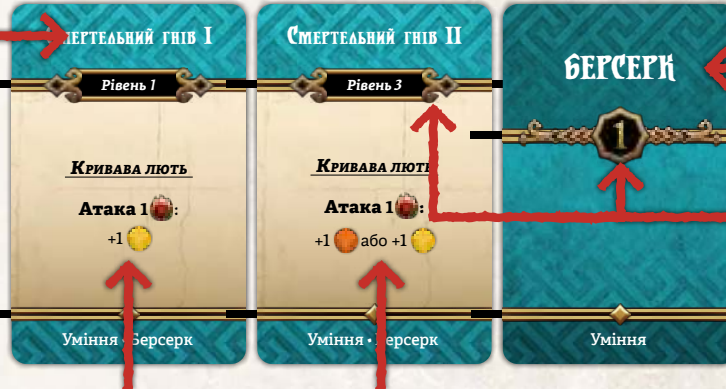 Смертельний гнів I
Рівень 1
Кривава лють
Атака 1 :
+1
Уміння • Берсерк
Смертельний гнів II
Рівень 3
Кривава лють
Атака 1 :
+1 або +1
Уміння • Берсерк
БЕРСЕРК
1
Уміння